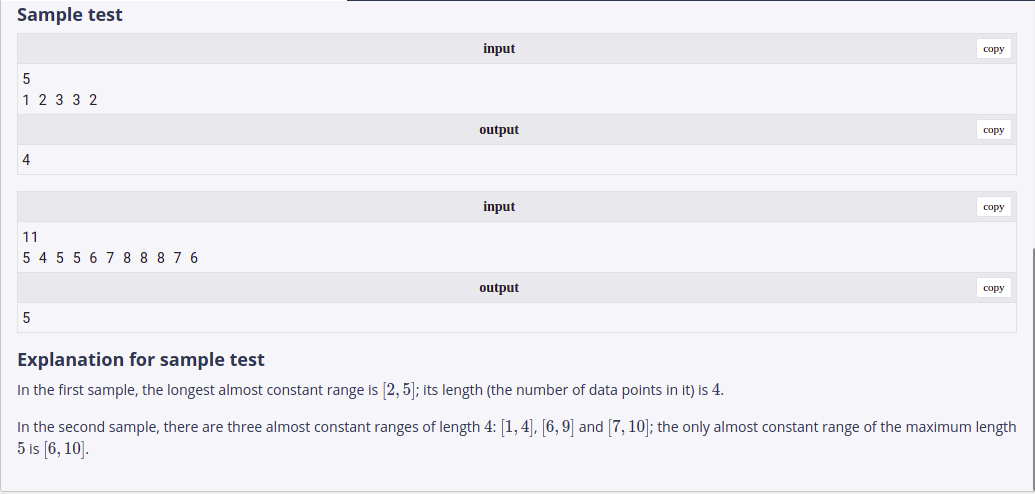 Sample test
input
copy
5
1 2 3 3 2
output
copy
4
input
copy
11
5 4 5 5 6 7 8 8 8 7 6
output
copy
5
Explanation for sample test
In the first sample, the longest almost constant range is [2, 5]; its length (the number of data points in it) is 4.
In the second sample, there are three almost constant ranges of length 4: [1, 4], [6, 9] and [7, 10]; the only almost constant range of the maximum length
5 is [6, 10].